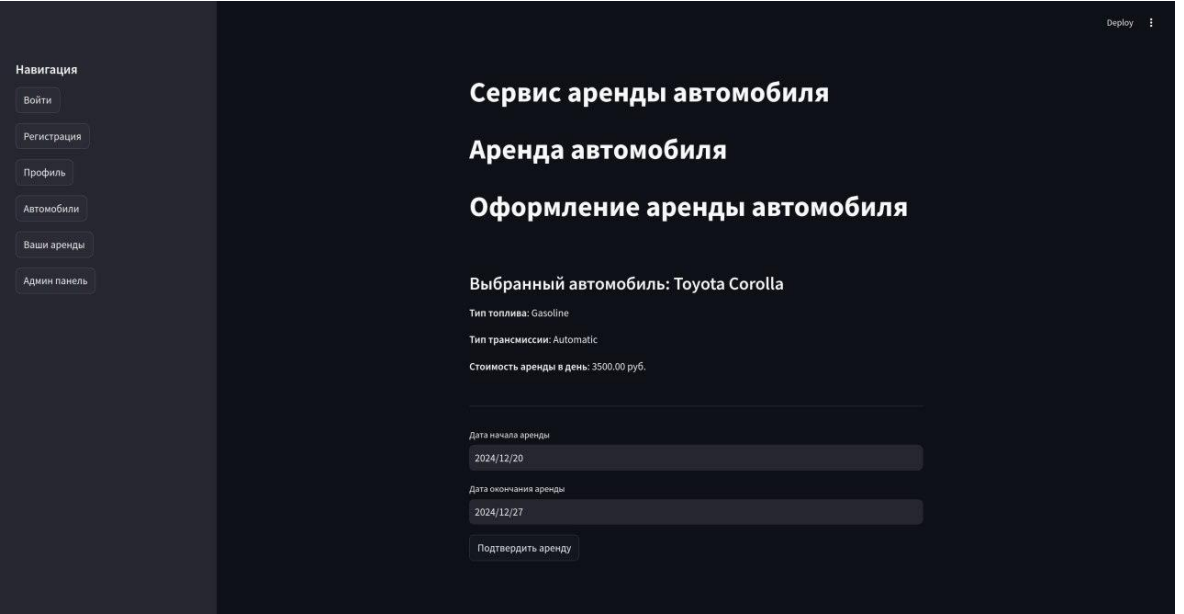 Deploy
Навигация
Войти
Регистрация
Профиль
Автомобили
Ваши аренды
Админ панель
Сервис аренды автомобиля
Аренда автомобиля
Оформление аренды автомобиля
Выбранный автомобиль: Toyota Corolla
Тип топлива: Gasoline
Тип трансмиссии: Automatic
Стоимость аренды в день: 3500.00 руб.
Дата начала аренды
2024/12/20
Дата окончания аренды
2024/12/27
Подтвердить аренду